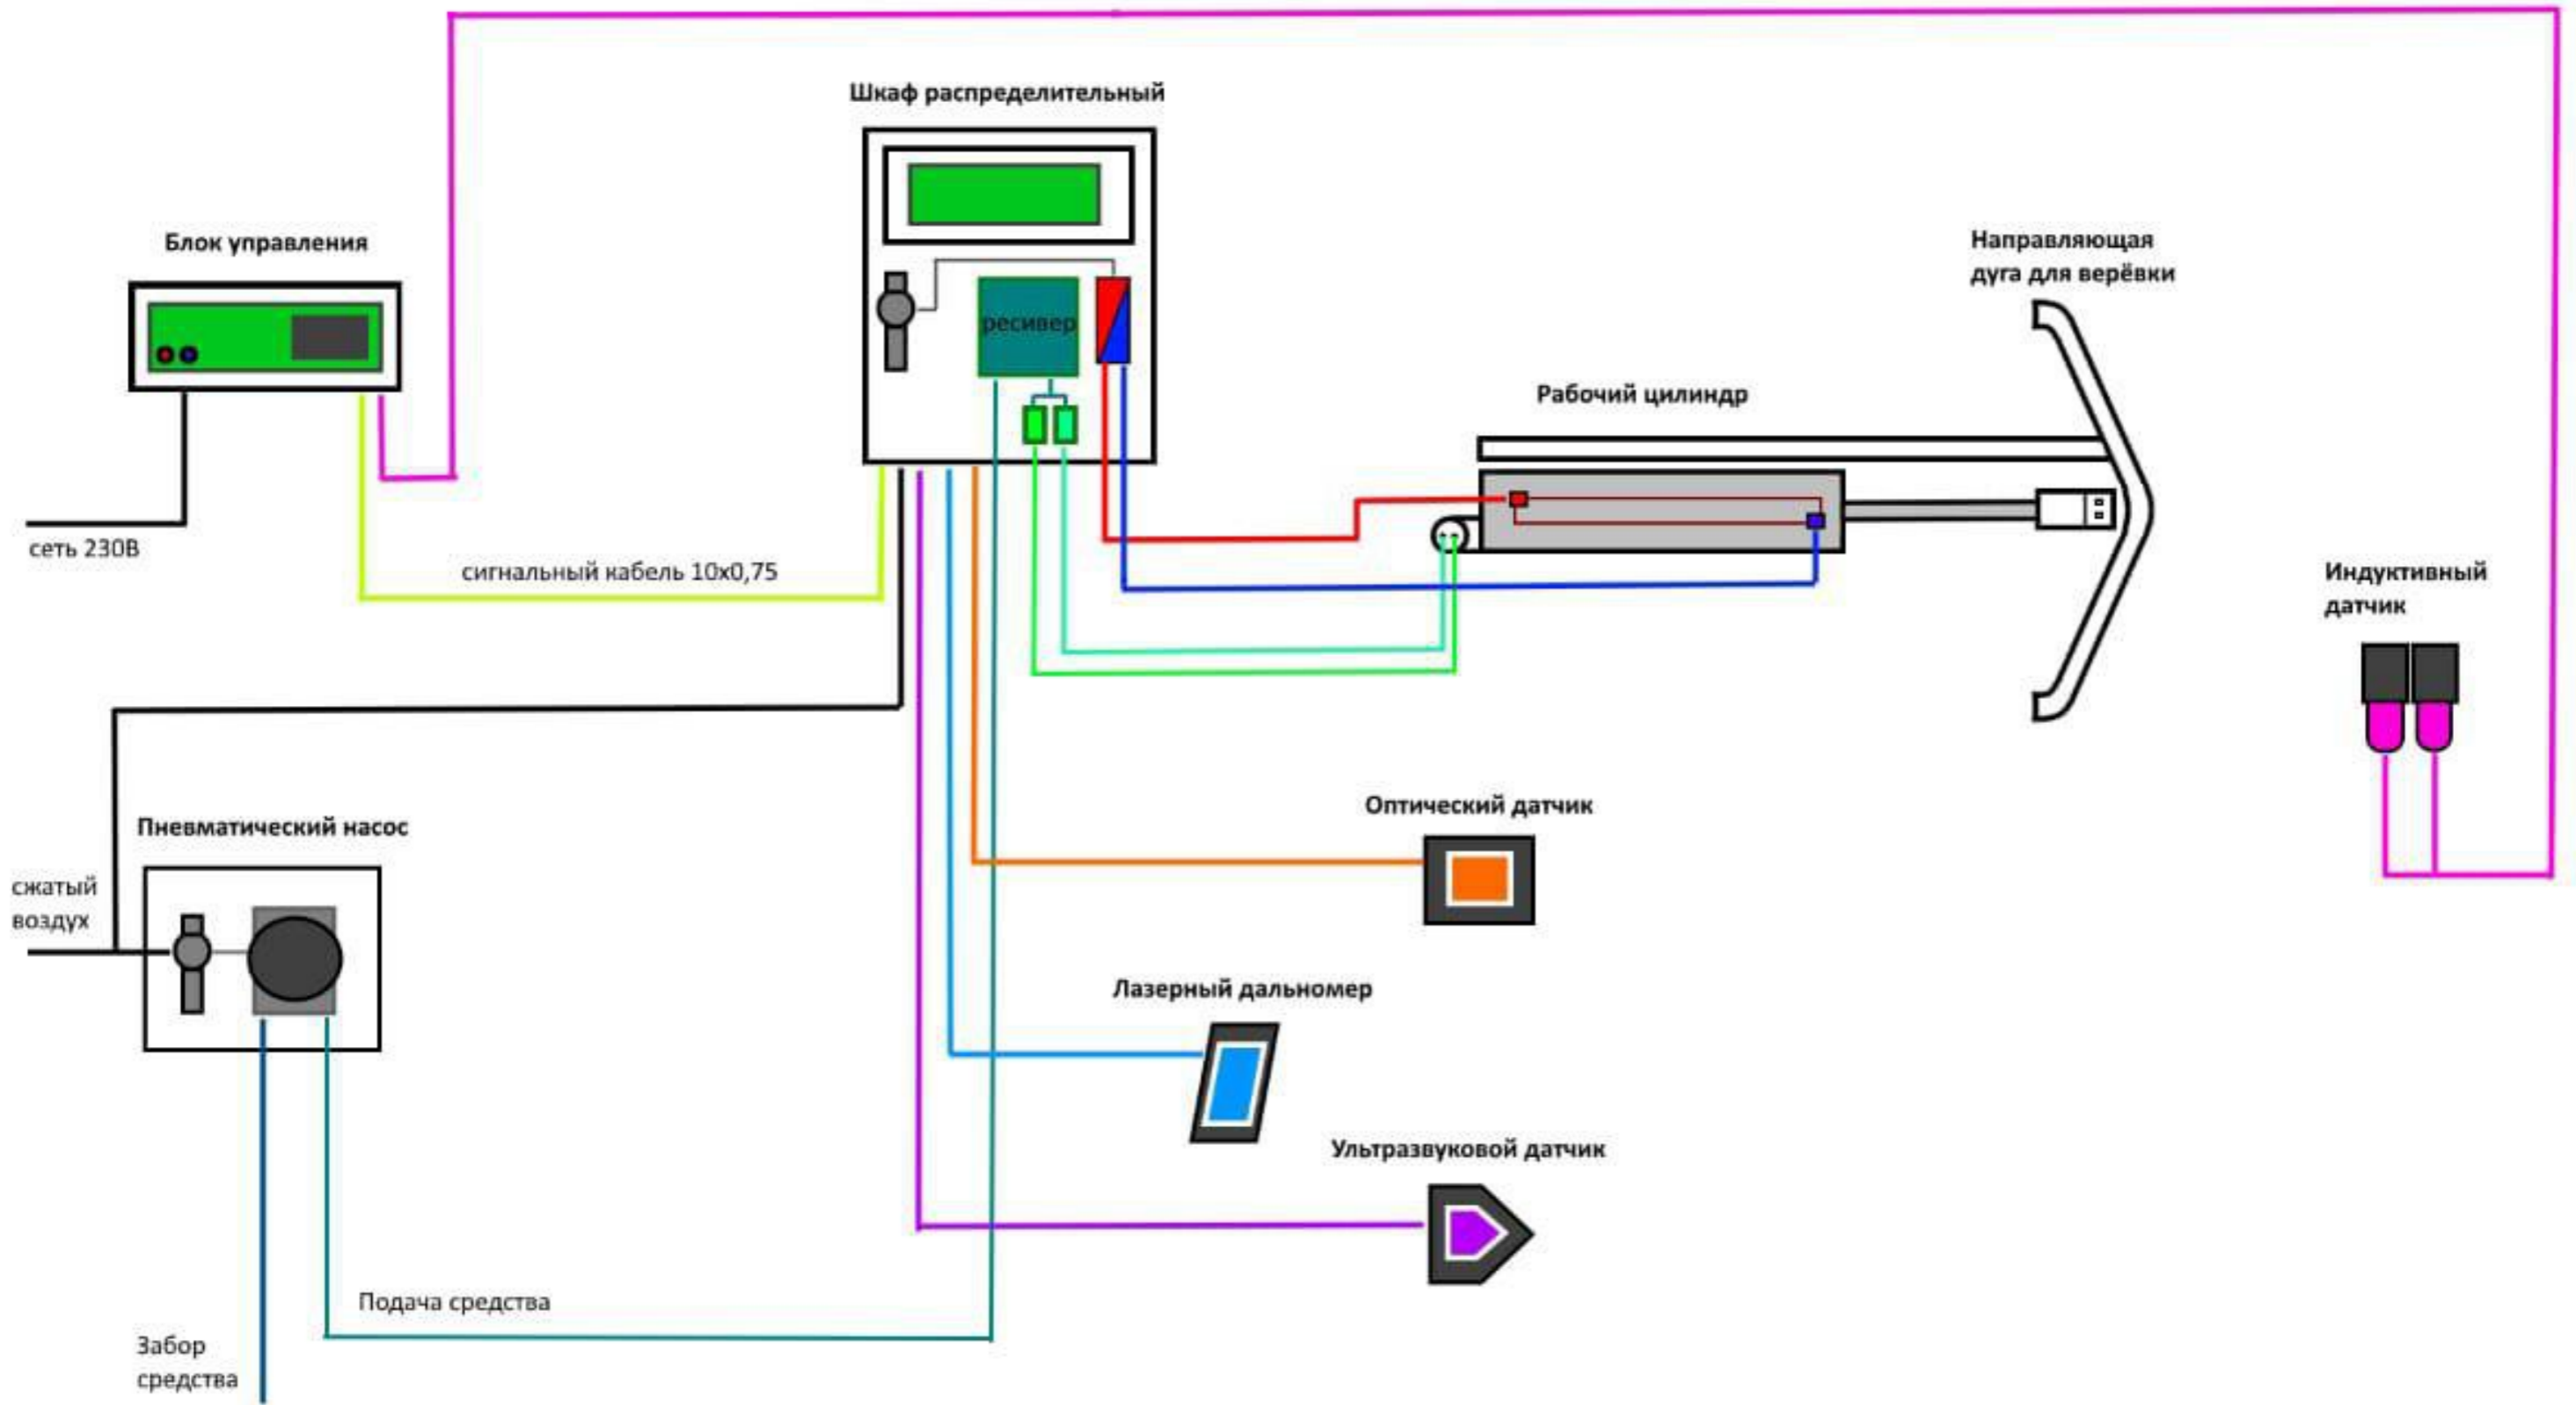 Шкаф распределительный
Блок управления
Направляющая
дуга для верёвки
ресивер
Рабочий цилиндр
сеть 230В
сигнальный кабель 10х0,75
Индуктивный
датчик
Оптический датчик
Пневматический насос
сжатый
воздух
Лазерный дальномер
Ультразвуковой датчик
Подача средства
Забор
средства